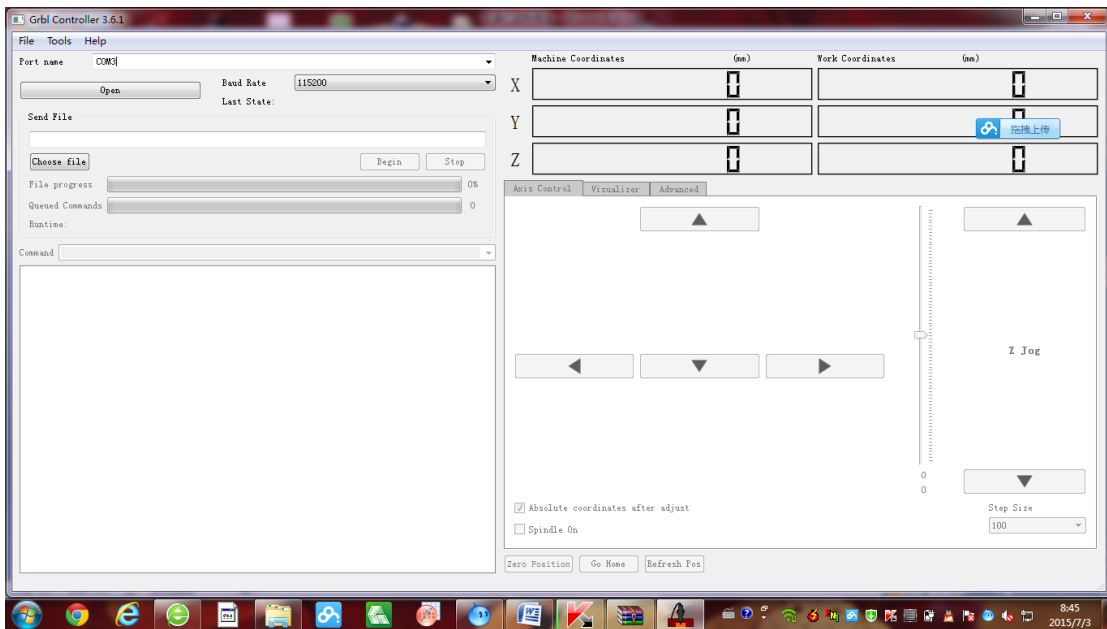 Grbl Controller 3.6.1
File Tools Help
Port name COM3
Open
Baud Rate 115200
Last State:
Send File
Choose file Begin Stop
File progress 0%
Queued Commands 0
Runtime:
Command
Machine Coordinates (mm) Work Coordinates (mm)
X 0 0
Y 0 0
拖拽上传
Z 0 0
Axis Control Visualizer Advanced
Z Jog
0
0
Absolute coordinates after adjust
Spindle On
Step Size
100
Zero Position Go Home Refresh Pos
8:45
2015/7/3